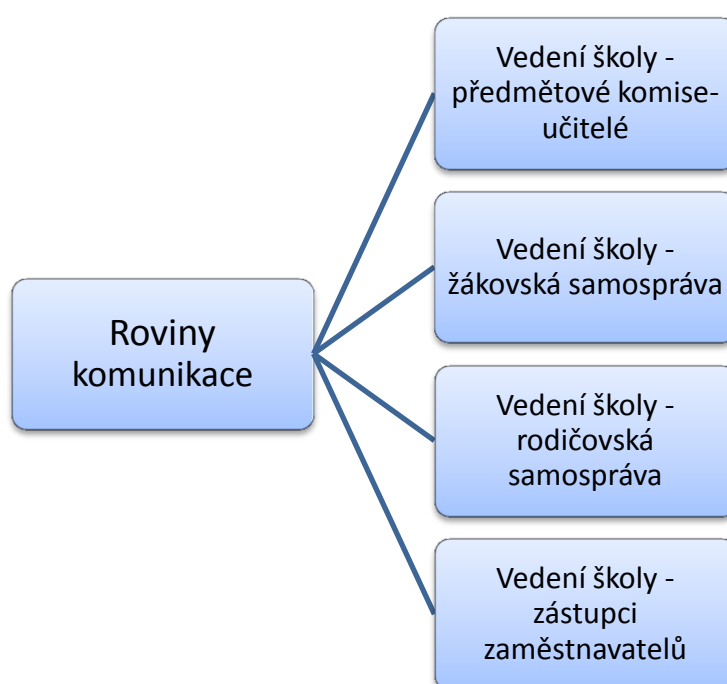 Roviny
komunikace
Vedení školy -
předmětové komise-
učitelé
Vedení školy -
žákovská samospráva
Vedení školy -
rodičovská
samospráva
Vedení školy -
zástupci
zaměstnavatelů